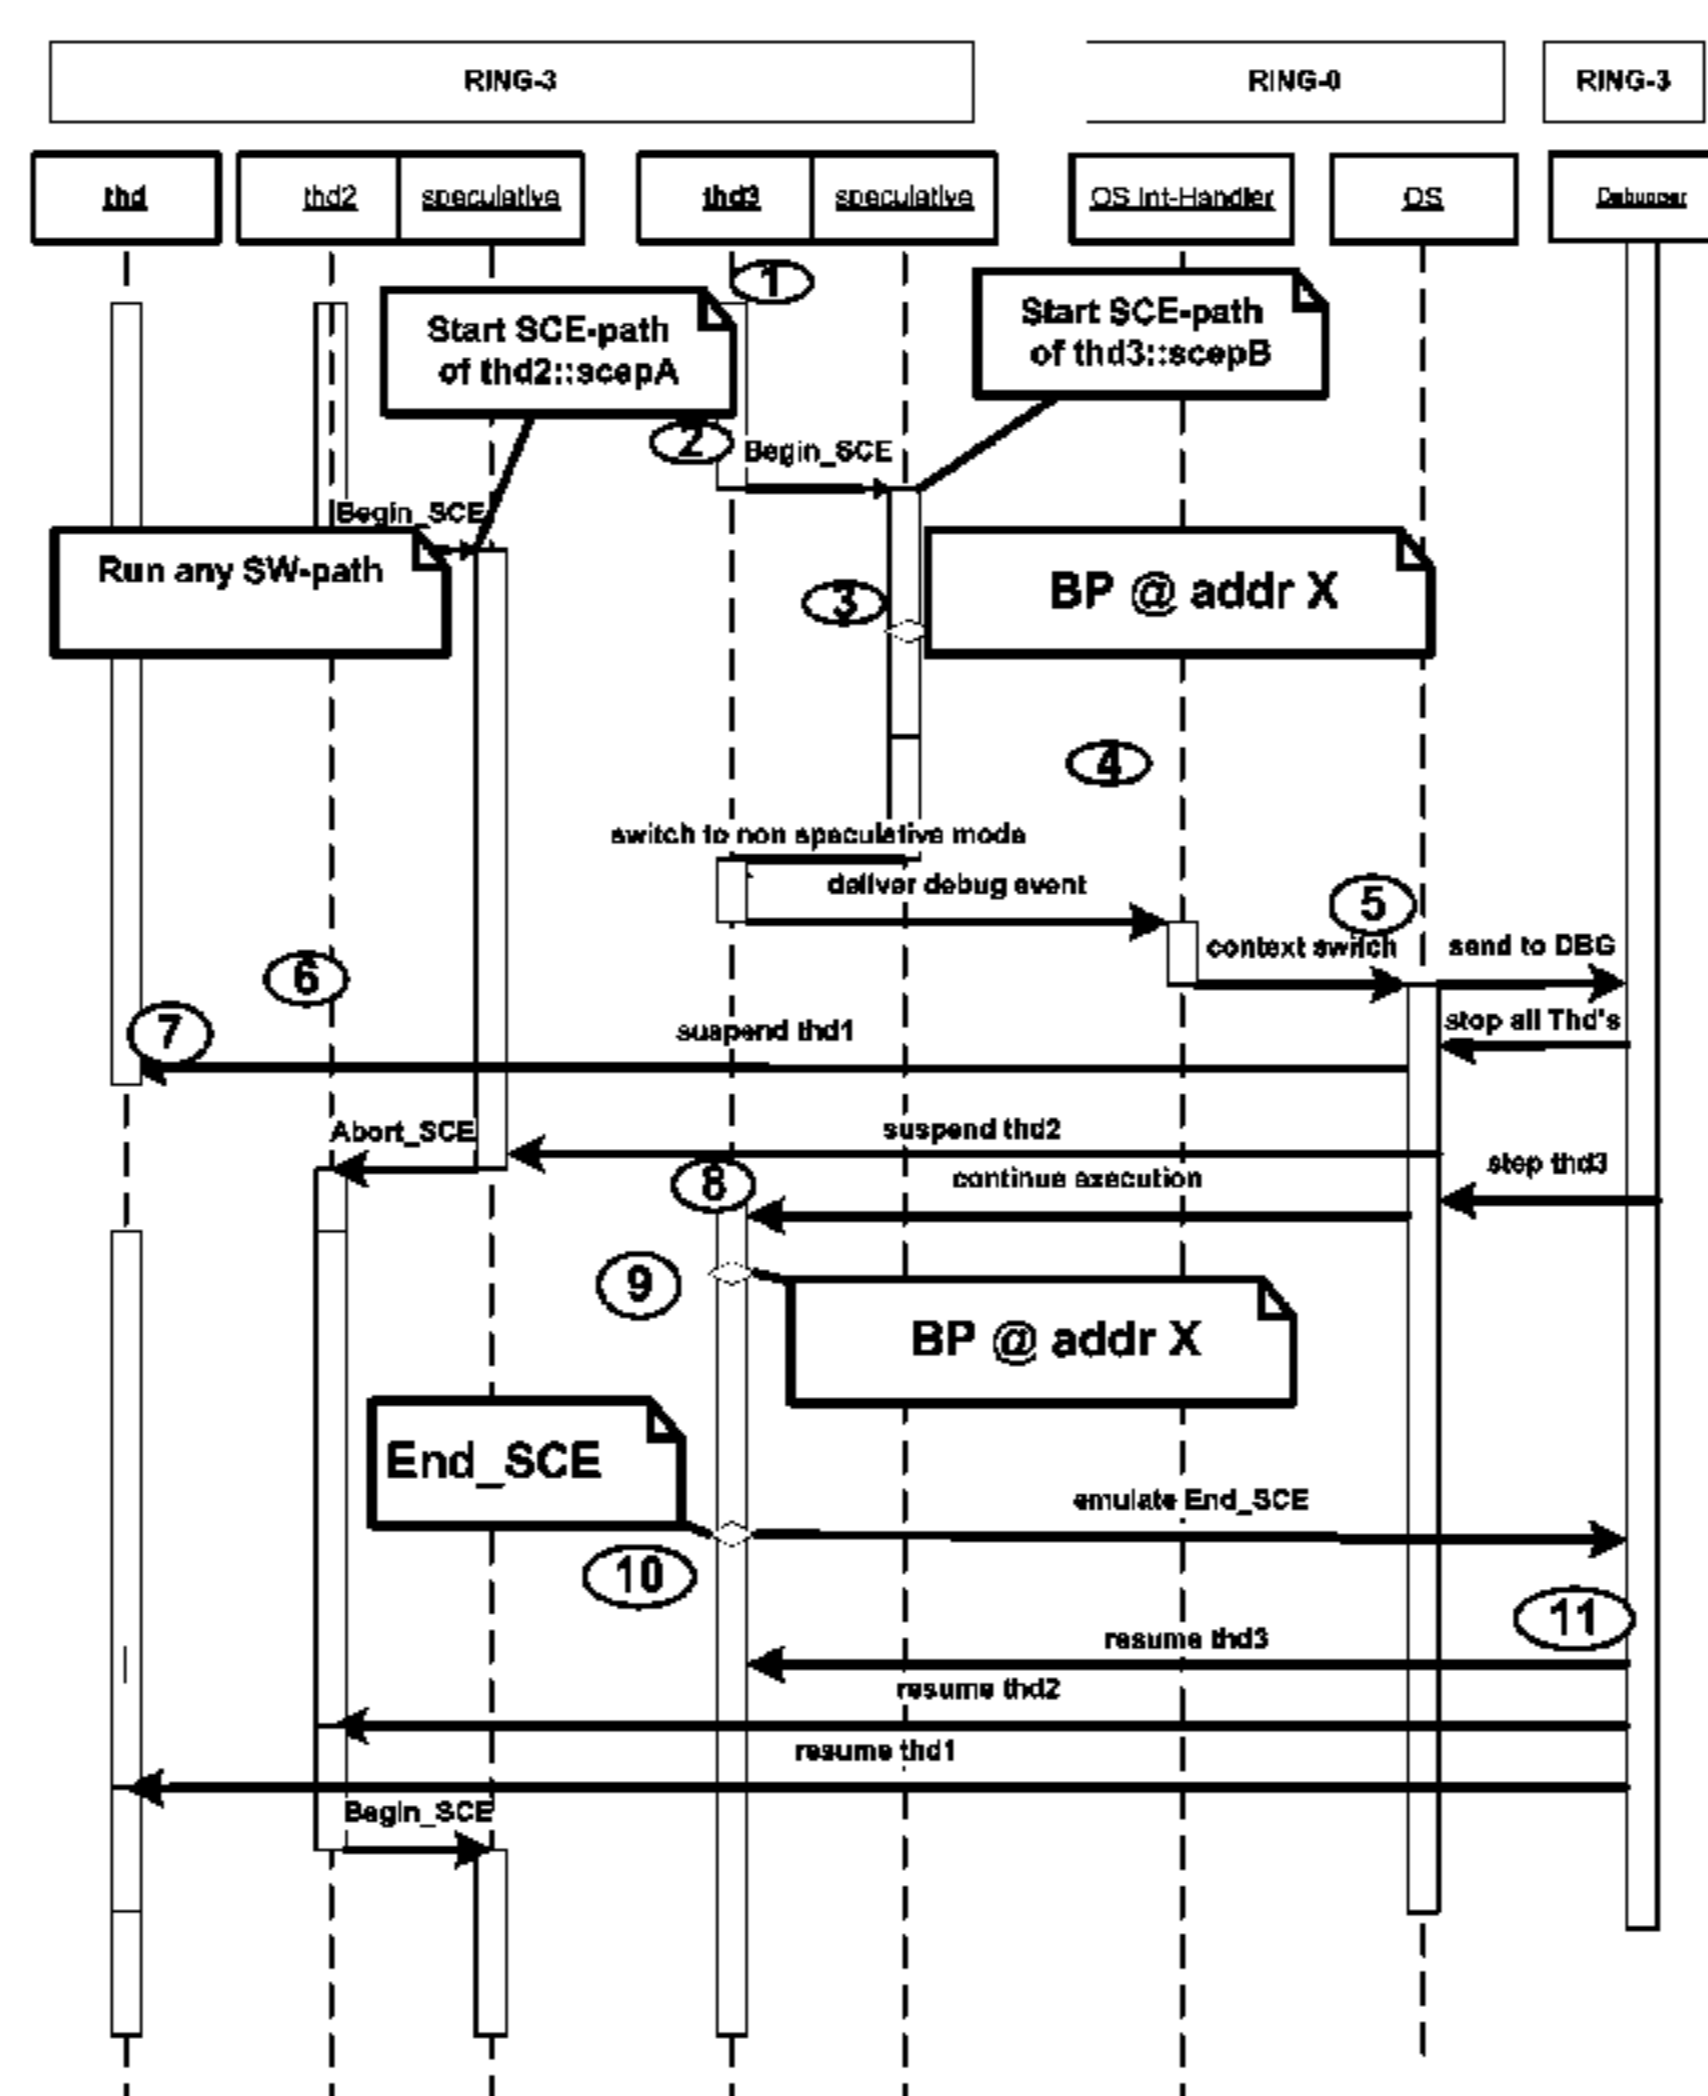 RING-3
RING-0
RING-3
thd
thd2
speculative
thd3
speculative
OS Int-Handler
OS
Debugger
1
Start SCE-path
of thd2::scepA
Start SCE-path
of thd3::scepB
2
Begin_SCE
Begin_SCE
Run any SW-path
3
BP @ addr X
4
switch to non speculative mode
deliver debug event
5
context switch
send to DBG
6
7
suspend thd1
stop all Thd's
Abort_SCE
suspend thd2
step thd3
8
continue execution
9
BP @ addr X
End_SCE
emulate End_SCE
10
11
resume thd3
resume thd2
resume thd1
Begin_SCE